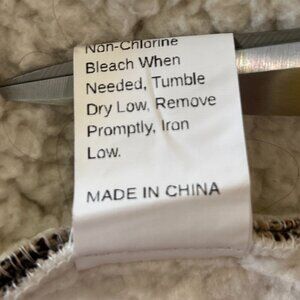 Non-Chlorine
Bleach When
Needed, Tumble
Dry Low, Remove
Promptly, Iron
Low.
MADE IN CHINA